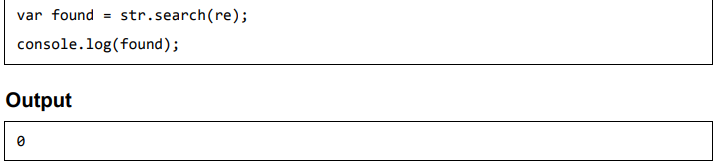 var found = str.search(re);
console.log(found);
Output
0